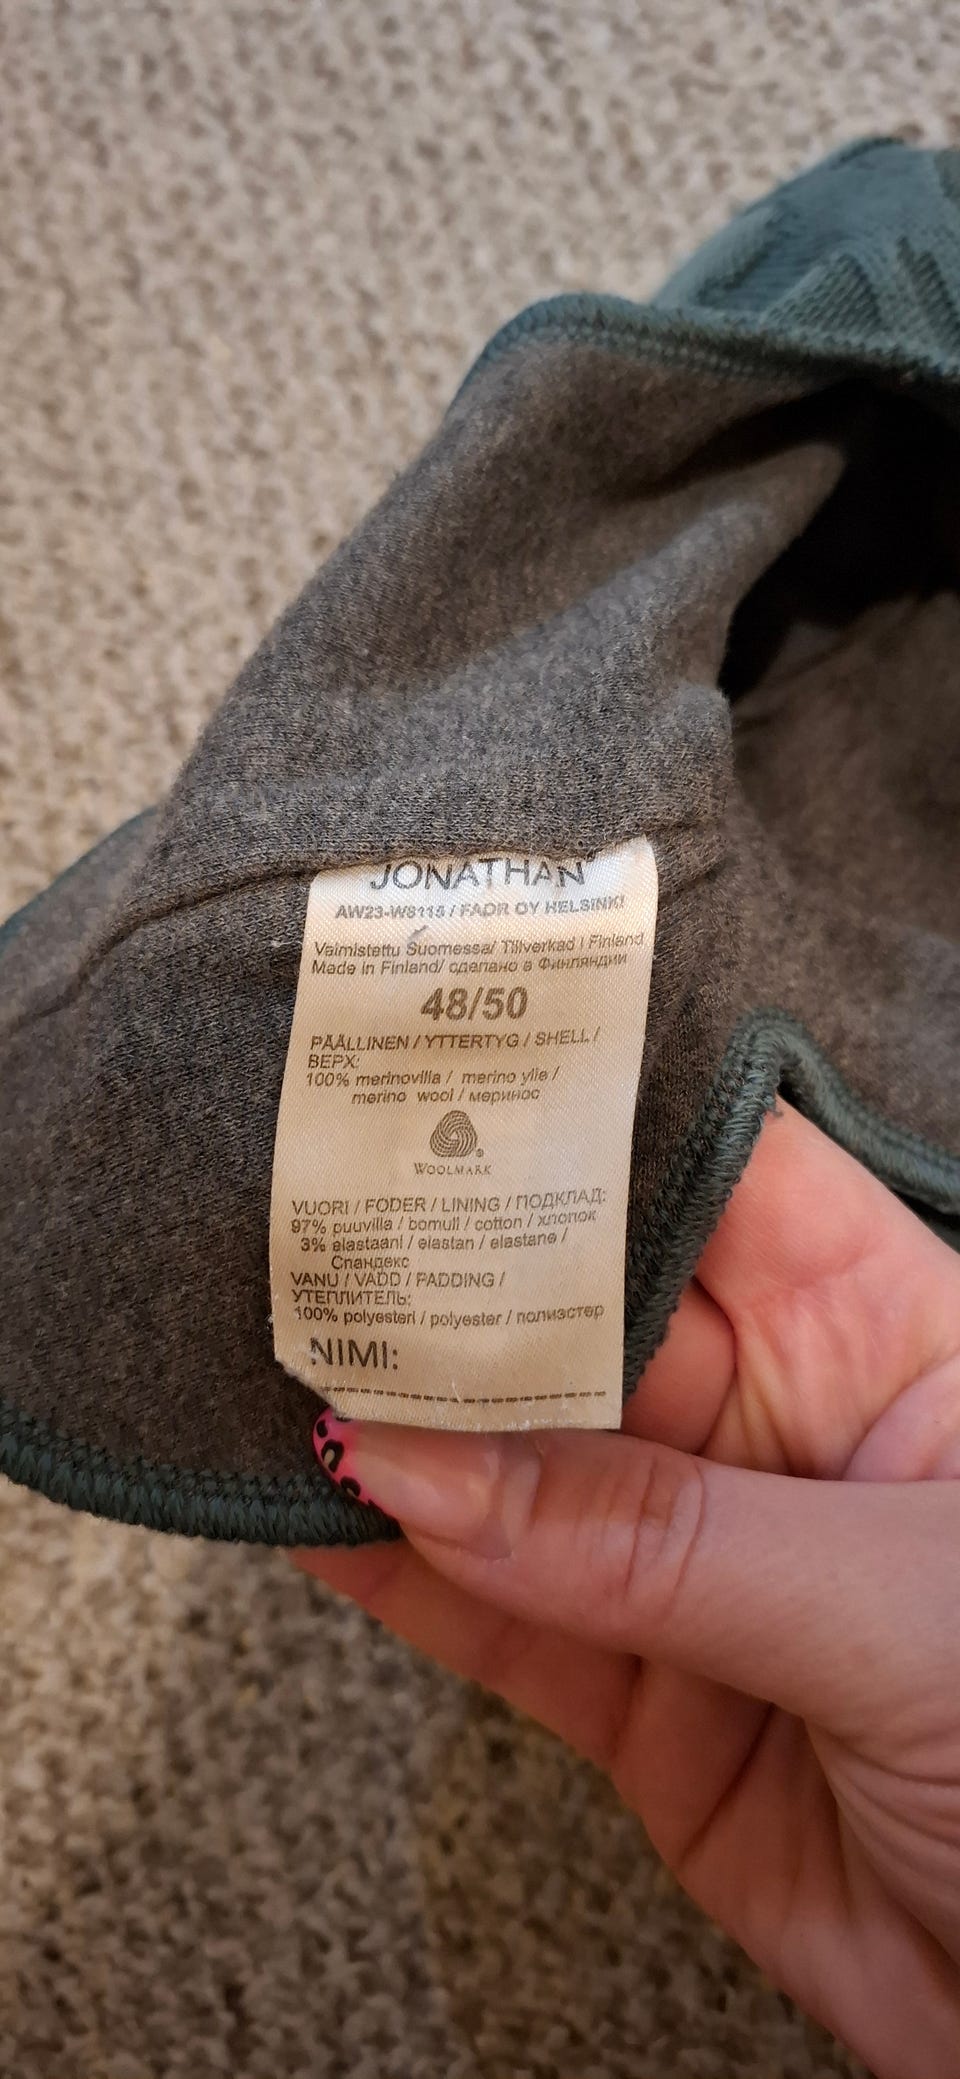 JONATHAN
AW23-W8115 / FADR OY HELSINKI
Valmistettu Suomessa/ Tillverkad i Finland
Made in Finland/ сделано в Финляндии
48/50
PÄÄLLINEN / YTTERTYG / SHELL /
ВЕРХ:
100% merinovilla / merino ylle /
merino wool / меринос
WOOLMARK
VUORI / FODER / LINING / ПОДКЛАД:
97% puuvilla / bomull / cotton / хлопок
3% elastaani / elastan / elastane /
Спандекс
VANU / VADD / PADDING /
УТЕПЛИТЕЛЬ:
100% polyesteri / polyester / полиэстер
NIMI: